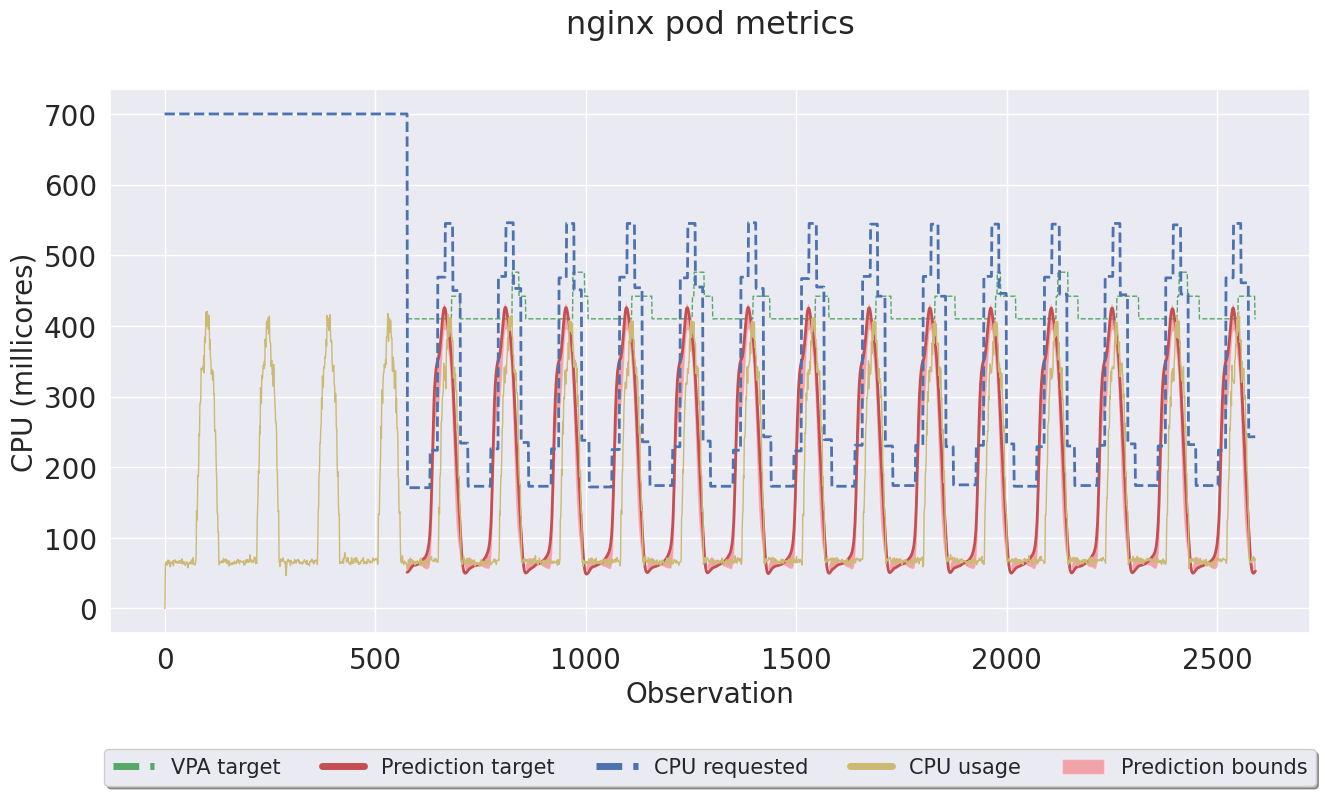 nginx pod metrics
700
600
500
400
300
200
100
0
CPU (millicores)
0 500 1000 1500 2000 2500
Observation
VPA target Prediction target CPU requested CPU usage Prediction bounds